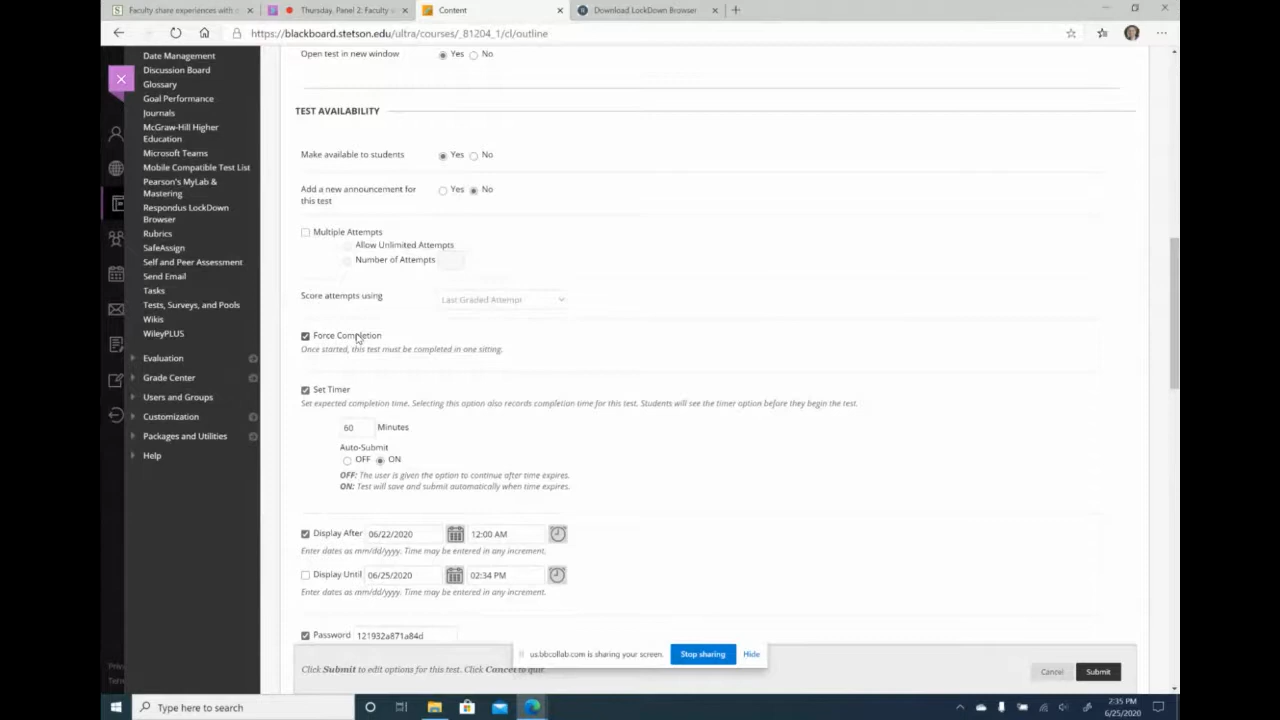 Faculty share experiences with
Thursday. Panel 2: Faculty
Content
Download LockDown Browser
https://blackboard.stetson.edu/ultra/courses/_81204_1/cl/outline
Date Management
Discussion Board
Glossary
Goal Performance
Journals
McGraw-Hill Higher
Education
Microsoft Teams
Mobile Compatible Test List
Pearson's MyLab &
Mastering
Respondus LockDown
Browser
Rubrics
SafeAssign
Self and Peer Assessment
Send Email
Tasks
Tests, Surveys, and Pools
Wikis
WileyPLUS
Evaluation
Grade Center
Users and Groups
Customization
Packages and Utilities
Help
Open test in new window Yes No
TEST AVAILABILITY
Make available to students Yes No
Add a new announcement for Yes No
this test
Multiple Attempts
Allow Unlimited Attempts
Number of Attempts
Score attempts using Last Graded Attempt
Force Completion
Once started, this test must be completed in one sitting.
Set Timer
Set expected completion time. Selecting this option also records completion time for this test. Students will see the timer option before they begin the test.
60 Minutes
Auto-Submit
OFF ON
OFF: The user is given the option to continue after time expires.
ON: Test will save and submit automatically when time expires.
Display After 06/22/2020 12:00 AM
Enter dates as mm/dd/yyyy. Time may be entered in any increment.
Display Until 06/25/2020 02:34 PM
Enter dates as mm/dd/yyyy. Time may be entered in any increment.
Password 121932a871a84d
us.bbcollab.com is sharing your screen. Stop sharing Hide
Click Submit to edit options for this test. Click Cancel to quit
Cancel Submit
Type here to search
2:35 PM
6/25/2020